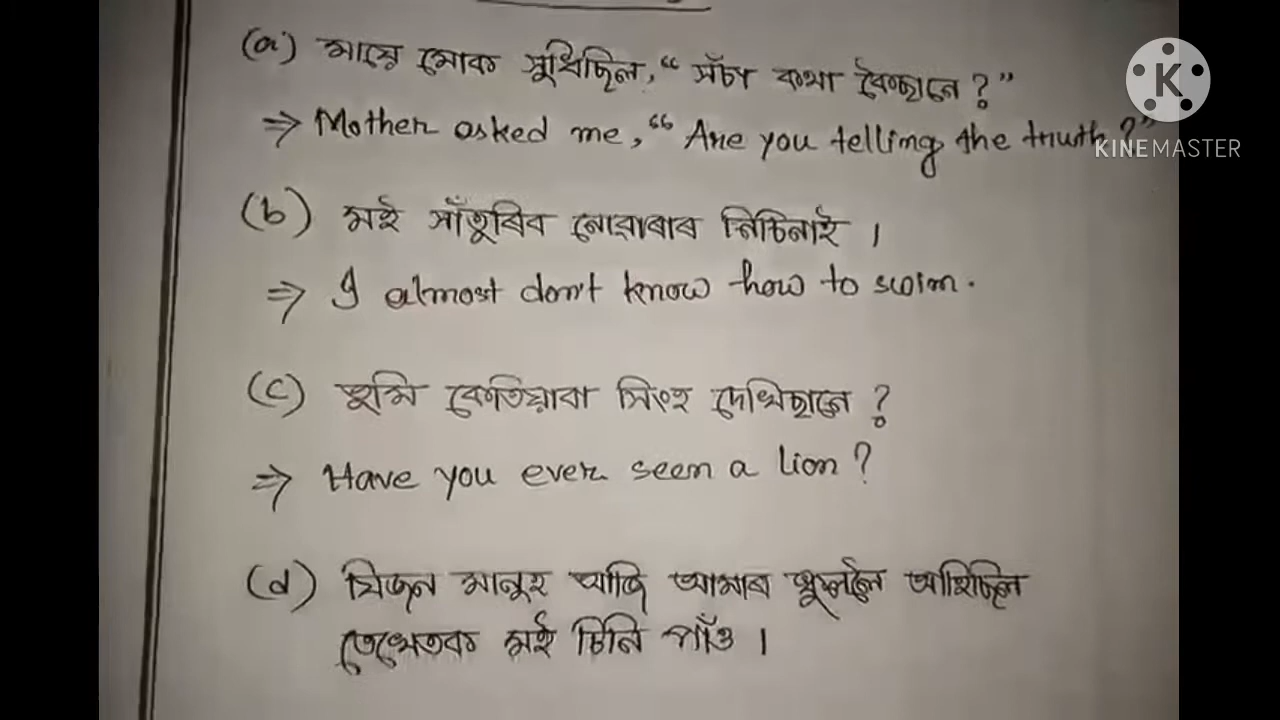 (a) মায়ে মোক সুধিছিল, “সঁচা কথা কৈছানে?”
⇒ Mother asked me, “Are you telling the truth?”
K
KINEMASTER
(b) মই সাঁতুৰিব নোৱাৰাৰ নিচিনাই ।
⇒ I almost don't know how to swim.
(c) তুমি কেতিয়াবা সিংহ দেখিছানে ?
⇒ Have you ever seen a lion ?
(d) যিজন মানুহ আজি আমাৰ স্কুললৈ আহিছিল
তেখেতক মই চিনি পাওঁ ।